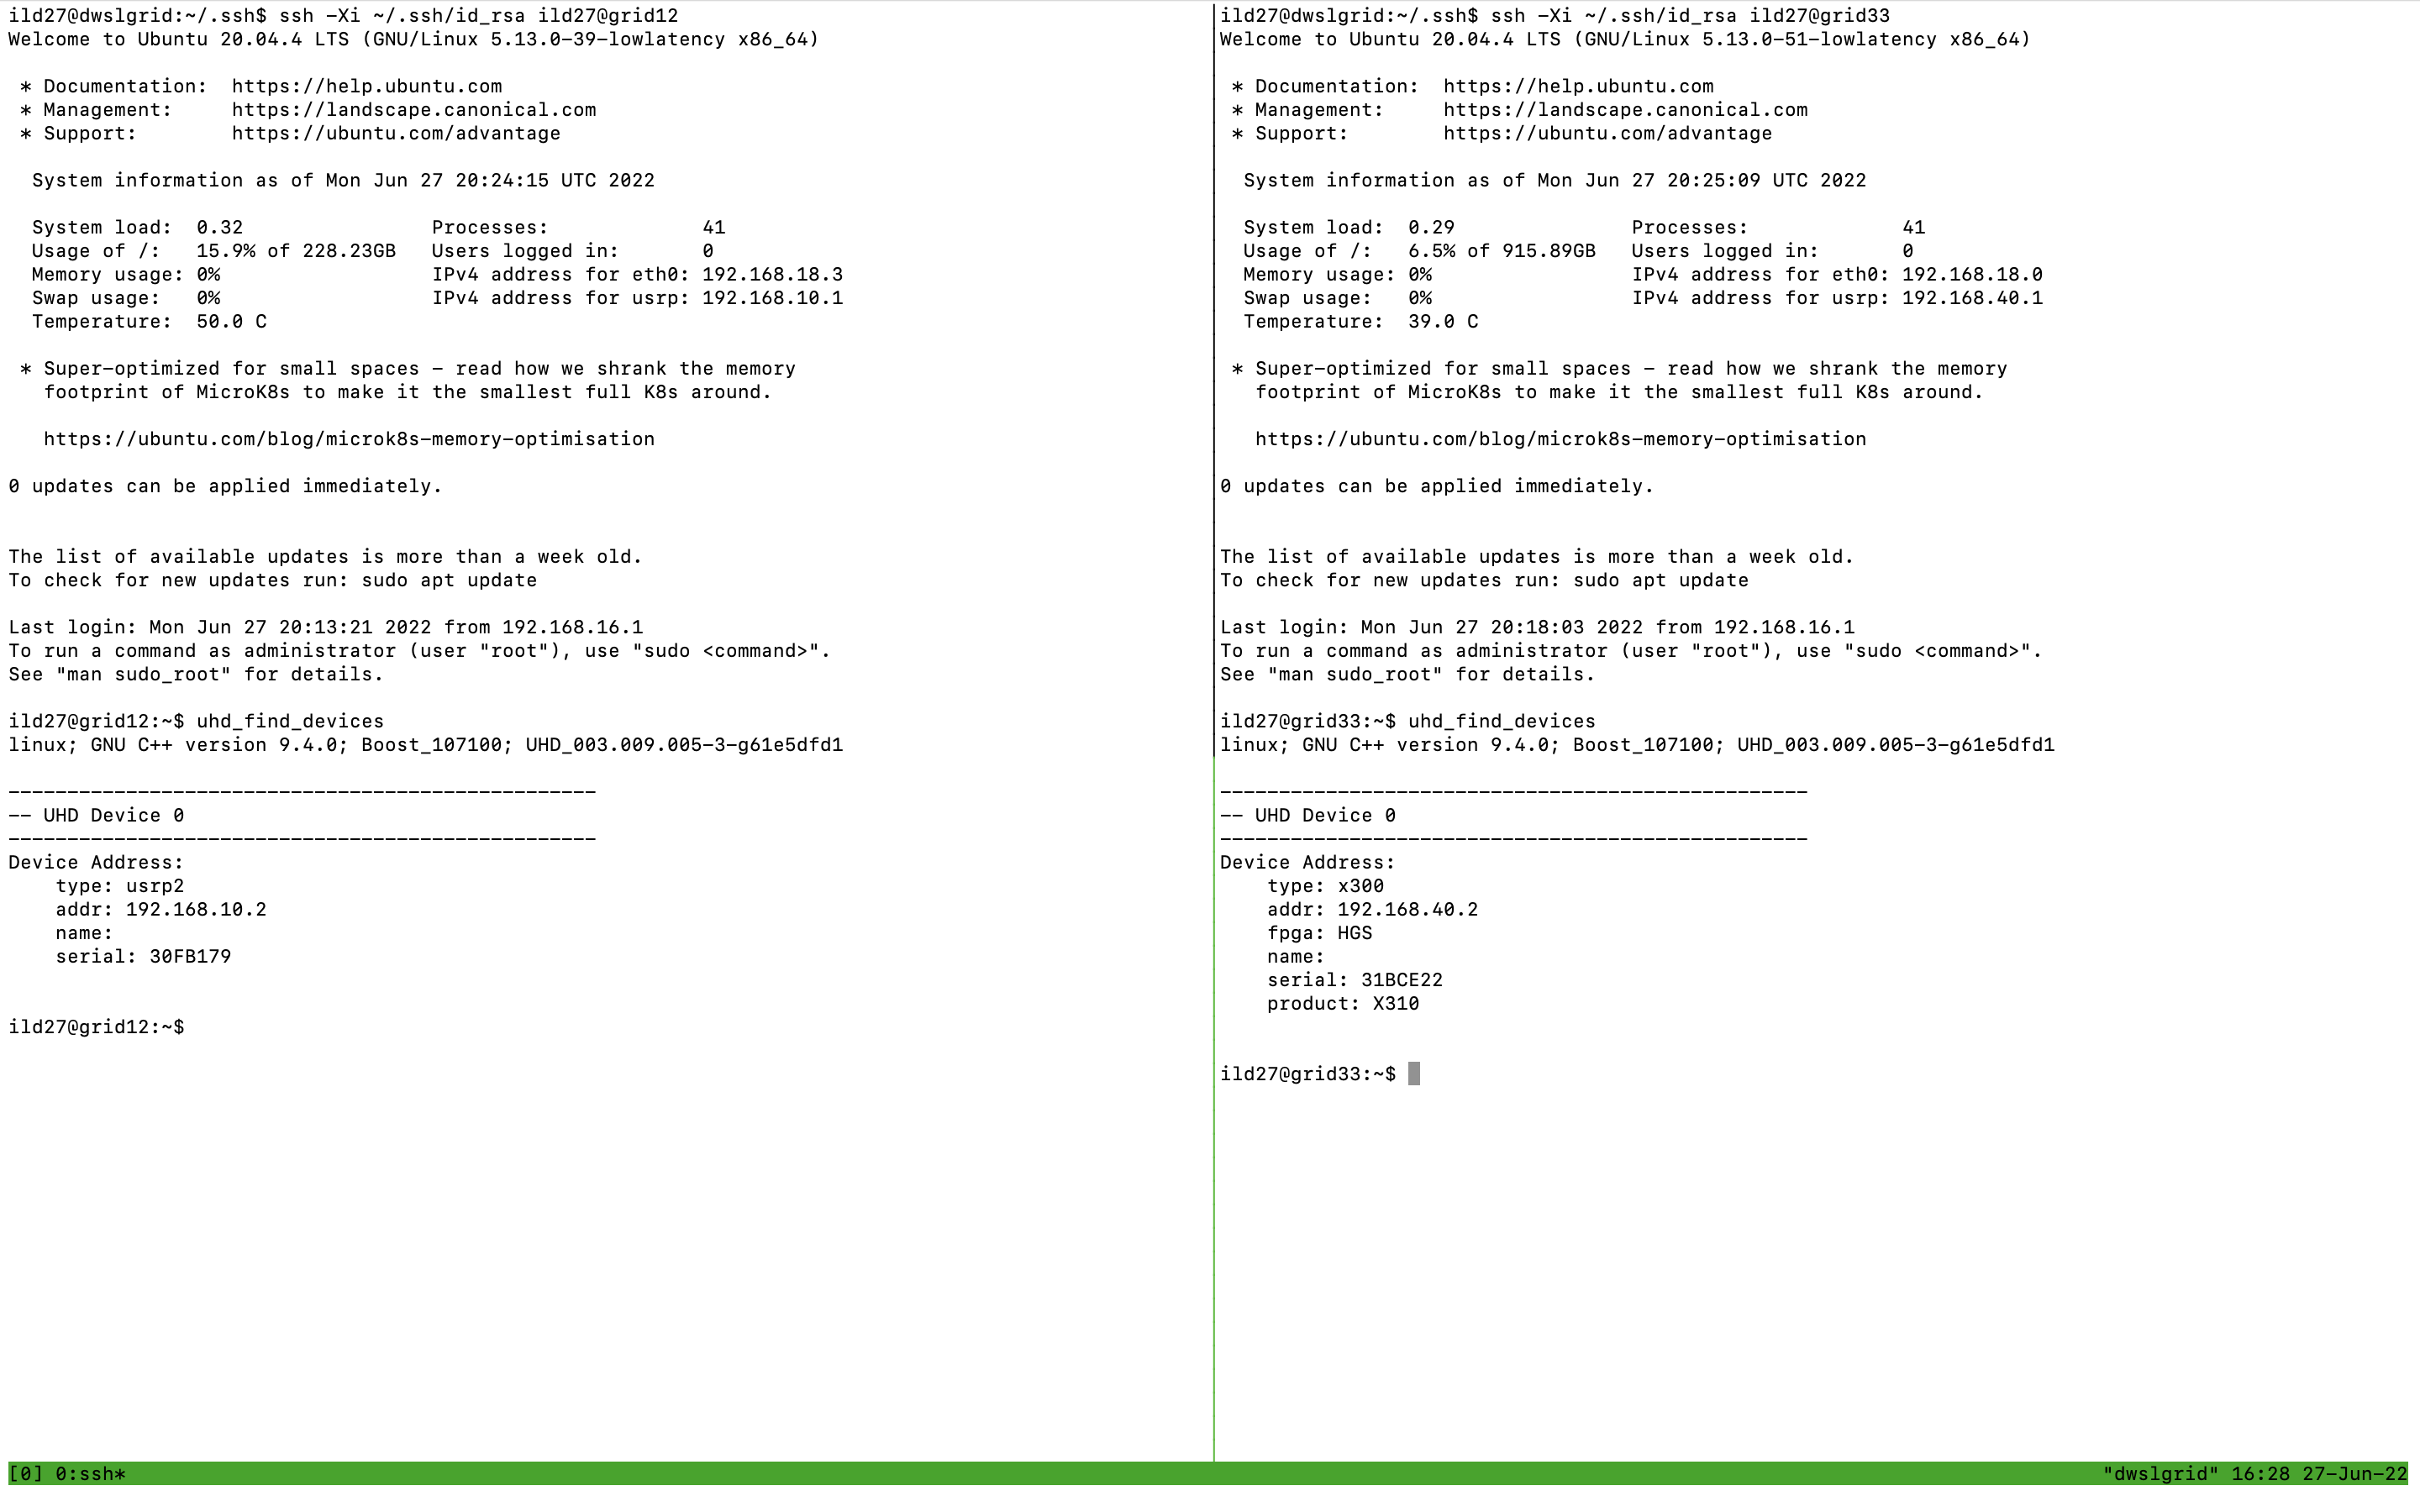 ild27@dwslgrid:~/.ssh$ ssh -Xi ~/.ssh/id_rsa ild27@grid12
Welcome to Ubuntu 20.04.4 LTS (GNU/Linux 5.13.0-39-lowlatency x86_64)
* Documentation:  https://help.ubuntu.com
* Management:     https://landscape.canonical.com
* Support:        https://ubuntu.com/advantage
System information as of Mon Jun 27 20:24:15 UTC 2022
System load:  0.32                Processes:             41
Usage of /:   15.9% of 228.23GB   Users logged in:       0
Memory usage: 0%                  IPv4 address for eth0: 192.168.18.3
Swap usage:   0%                  IPv4 address for usrp: 192.168.10.1
Temperature:  50.0 C
* Super-optimized for small spaces - read how we shrank the memory
footprint of MicroK8s to make it the smallest full K8s around.
https://ubuntu.com/blog/microk8s-memory-optimisation
0 updates can be applied immediately.
The list of available updates is more than a week old.
To check for new updates run: sudo apt update
Last login: Mon Jun 27 20:13:21 2022 from 192.168.16.1
To run a command as administrator (user "root"), use "sudo <command>".
See "man sudo_root" for details.
ild27@grid12:~$ uhd_find_devices
linux; GNU C++ version 9.4.0; Boost_107100; UHD_003.009.005-3-g61e5dfd1
--------------------------------------------------
-- UHD Device 0
--------------------------------------------------
Device Address:
type: usrp2
addr: 192.168.10.2
name:
serial: 30FB179
ild27@grid12:~$
ild27@dwslgrid:~/.ssh$ ssh -Xi ~/.ssh/id_rsa ild27@grid33
Welcome to Ubuntu 20.04.4 LTS (GNU/Linux 5.13.0-51-lowlatency x86_64)
* Documentation:  https://help.ubuntu.com
* Management:     https://landscape.canonical.com
* Support:        https://ubuntu.com/advantage
System information as of Mon Jun 27 20:25:09 UTC 2022
System load:  0.29               Processes:             41
Usage of /:   6.5% of 915.89GB   Users logged in:       0
Memory usage: 0%                 IPv4 address for eth0: 192.168.18.0
Swap usage:   0%                 IPv4 address for usrp: 192.168.40.1
Temperature:  39.0 C
* Super-optimized for small spaces - read how we shrank the memory
footprint of MicroK8s to make it the smallest full K8s around.
https://ubuntu.com/blog/microk8s-memory-optimisation
0 updates can be applied immediately.
The list of available updates is more than a week old.
To check for new updates run: sudo apt update
Last login: Mon Jun 27 20:18:03 2022 from 192.168.16.1
To run a command as administrator (user "root"), use "sudo <command>".
See "man sudo_root" for details.
ild27@grid33:~$ uhd_find_devices
linux; GNU C++ version 9.4.0; Boost_107100; UHD_003.009.005-3-g61e5dfd1
--------------------------------------------------
-- UHD Device 0
--------------------------------------------------
Device Address:
type: x300
addr: 192.168.40.2
fpga: HGS
name:
serial: 31BCE22
product: X310
ild27@grid33:~$
[0] 0:ssh*    "dwslgrid" 16:28 27-Jun-22